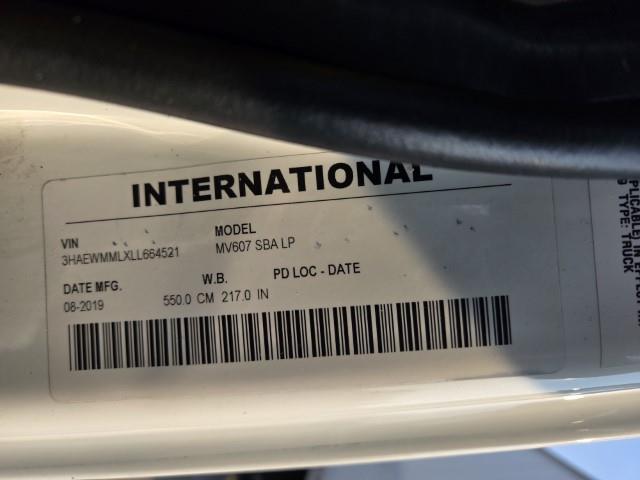 INTERNATIONAL
VIN MODEL
3HAEWMMLXLL664521 MV607 SBA LP
DATE MFG. W.B. PD LOC - DATE
08-2019 550.0 CM 217.0 IN
TYPE: TRUCK